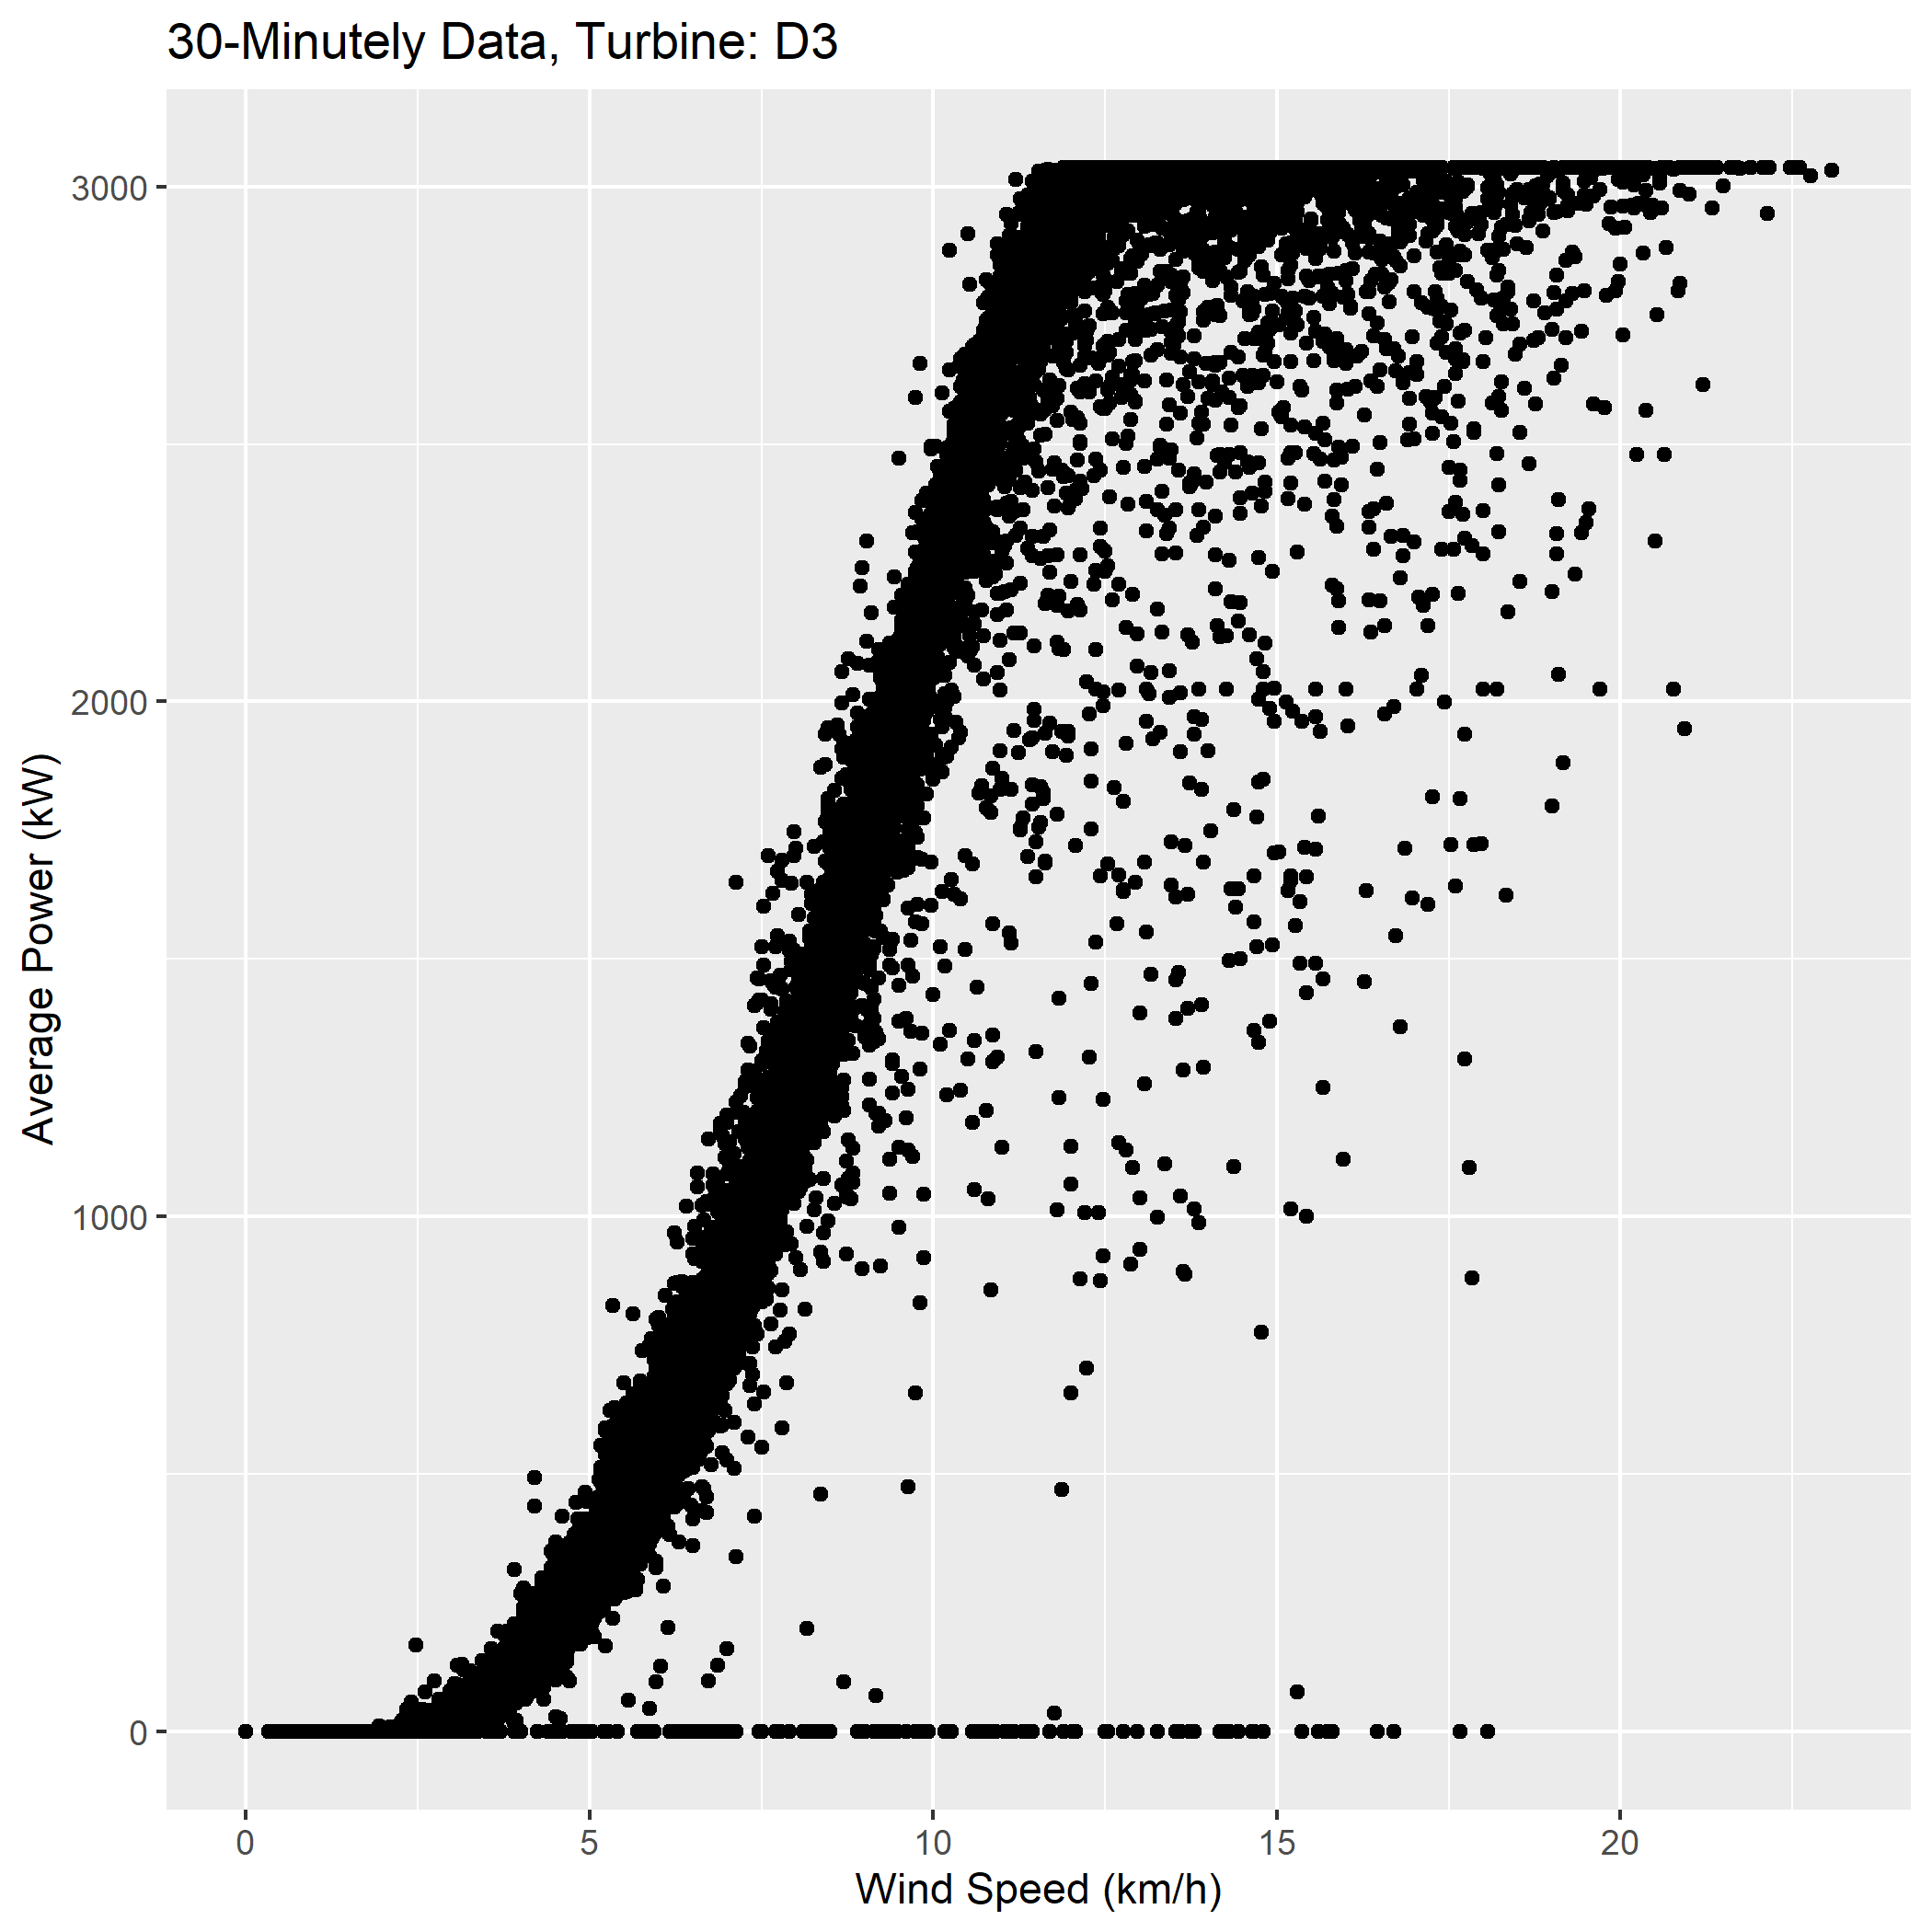 30-Minutely Data, Turbine: D3
3000
2000
1000
0
Average Power (kW)
0 5 10 15 20
Wind Speed (km/h)